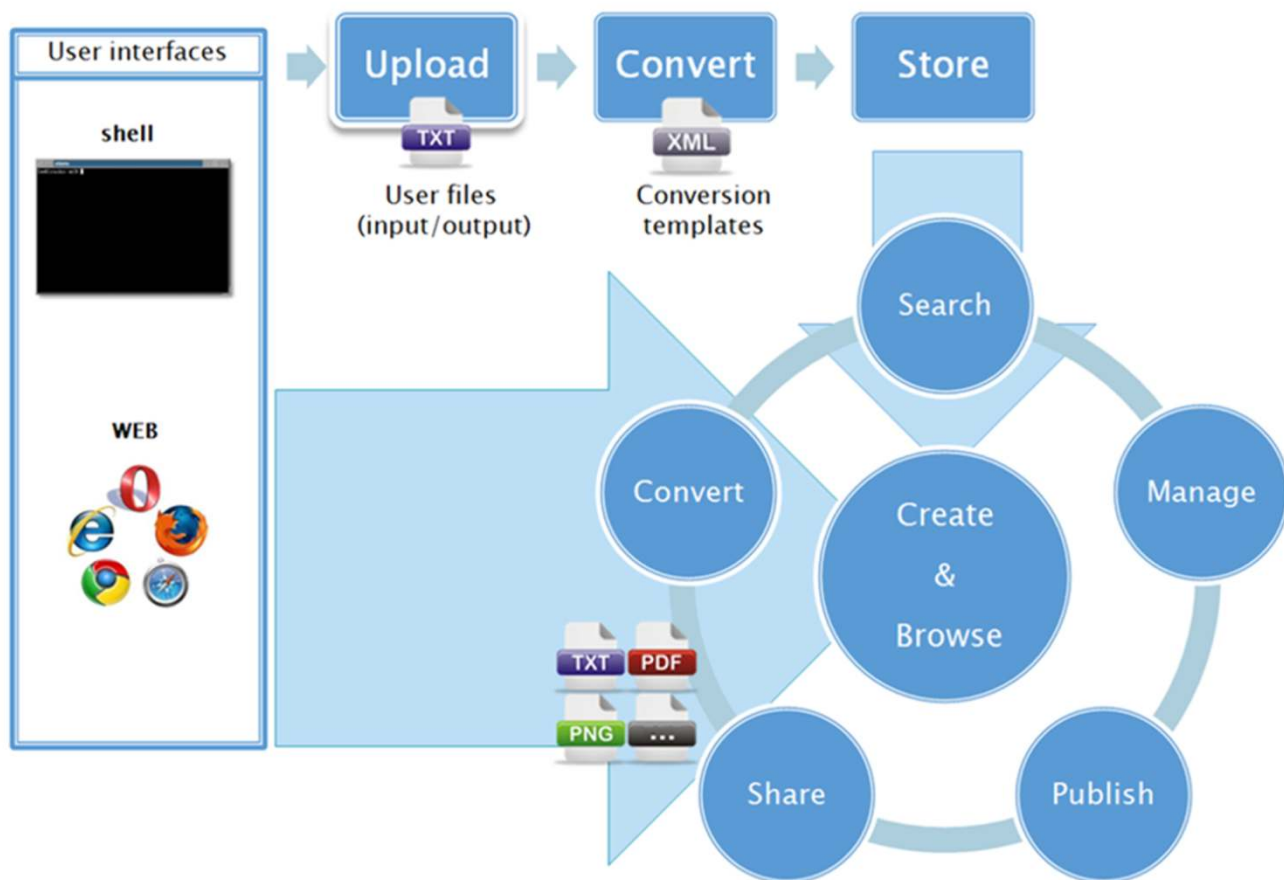 User interfaces
Upload
Convert
Store
TXT
XML
shell
User files
(input/output)
Conversion
templates
Search
WEB
Convert
Manage
Create
&
Browse
TXT
PDF
PNG
...
Share
Publish